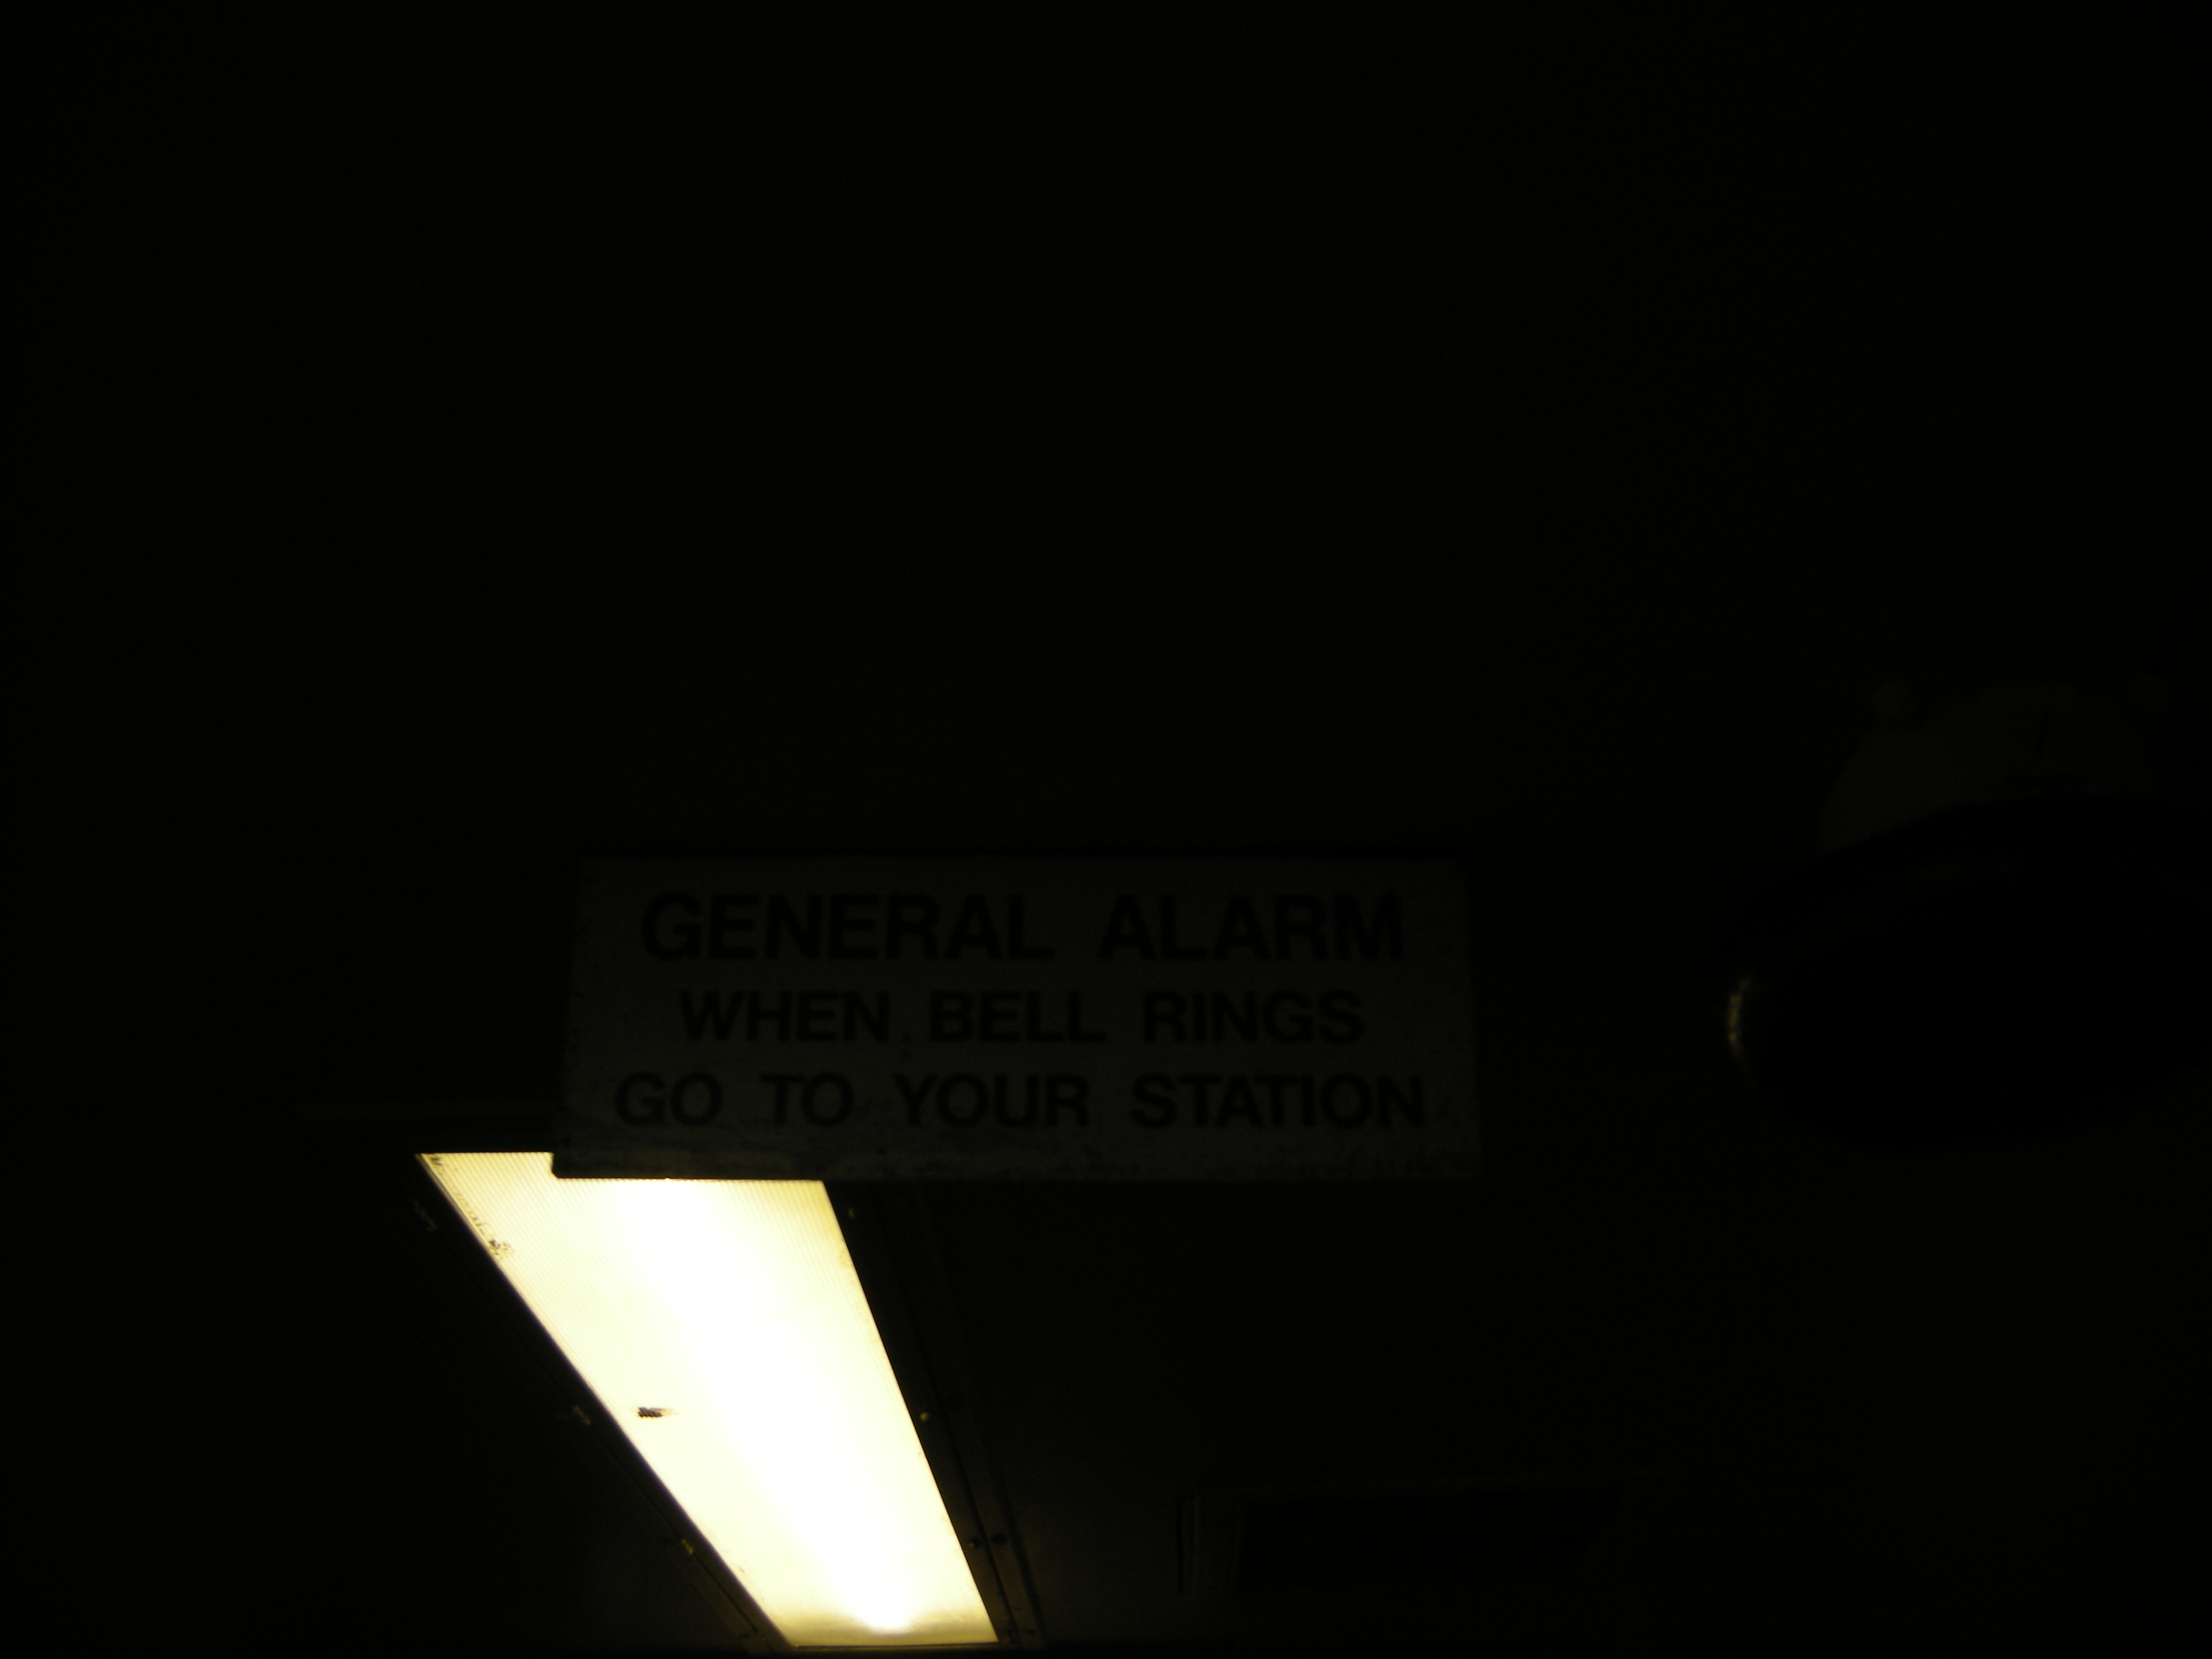 GENERAL ALARM
WHEN BELL RINGS
GO TO YOUR STATION